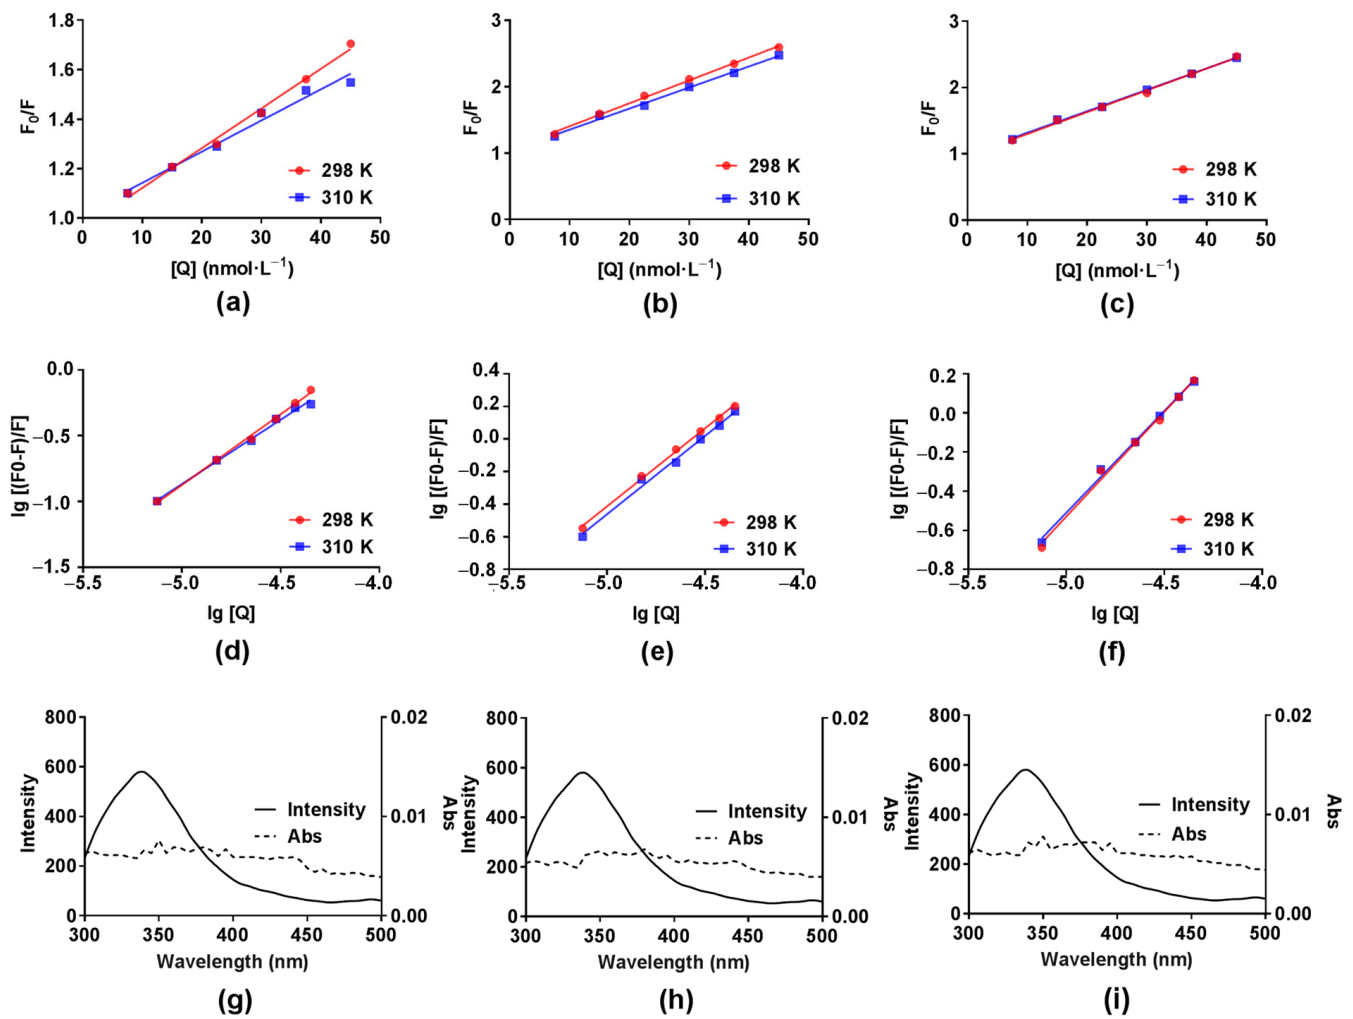 1.8
1.6
1.4
1.2
1.0
F₀/F
298 K
310 K
0 10 20 30 40 50
[Q] (nmol·L⁻¹)
(a)
3
2
1
0
F₀/F
298 K
310 K
0 10 20 30 40 50
[Q] (nmol·L⁻¹)
(b)
3
2
1
0
F₀/F
298 K
310 K
0 10 20 30 40 50
[Q] (nmol·L⁻¹)
(c)
0.0
−0.5
−1.0
−1.5
lg [(F0-F)/F]
298 K
310 K
−5.5 −5.0 −4.5 −4.0
lg [Q]
(d)
0.4
0.2
0.0
−0.2
−0.4
−0.6
−0.8
lg [(F0-F)/F]
298 K
310 K
−5.5 −5.0 −4.5 −4.0
lg [Q]
(e)
0.2
0.0
−0.2
−0.4
−0.6
−0.8
lg [(F0-F)/F]
298 K
310 K
−5.5 −5.0 −4.5 −4.0
lg [Q]
(f)
800
600
400
200
0
Intensity
0.02
0.01
0.00
Abs
Intensity
Abs
300 350 400 450 500
Wavelength (nm)
(g)
800
600
400
200
0
Intensity
0.02
0.01
0.00
Abs
Intensity
Abs
300 350 400 450 500
Wavelength (nm)
(h)
800
600
400
200
0
Intensity
0.02
0.01
0.00
Abs
Intensity
Abs
300 350 400 450 500
Wavelength (nm)
(i)